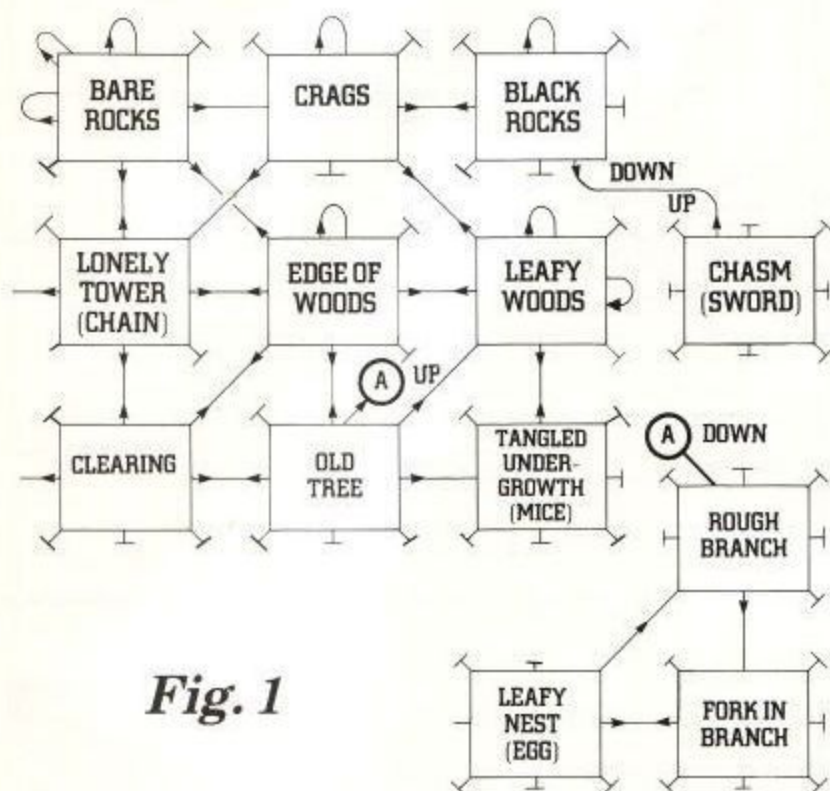 BARE
ROCKS
CRAGS
BLACK
ROCKS
DOWN
UP
LONELY
TOWER
(CHAIN)
EDGE OF
WOODS
LEAFY
WOODS
CHASM
(SWORD)
A UP
CLEARING
OLD
TREE
TANGLED
UNDER-
GROWTH
(MICE)
A DOWN
ROUGH
BRANCH
LEAFY
NEST
(EGG)
FORK IN
BRANCH
Fig. 1